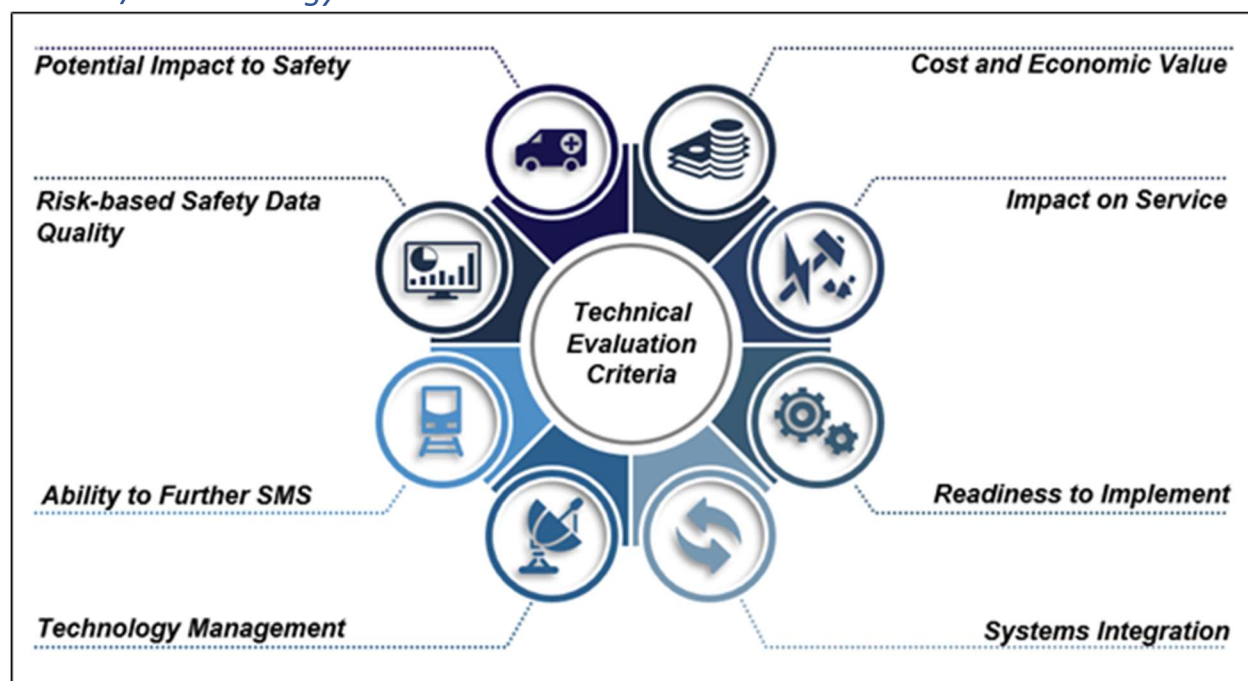 Potential Impact to Safety
Cost and Economic Value
Risk-based Safety Data
Quality
Impact on Service
Technical
Evaluation
Criteria
Ability to Further SMS
Readiness to Implement
Technology Management
Systems Integration